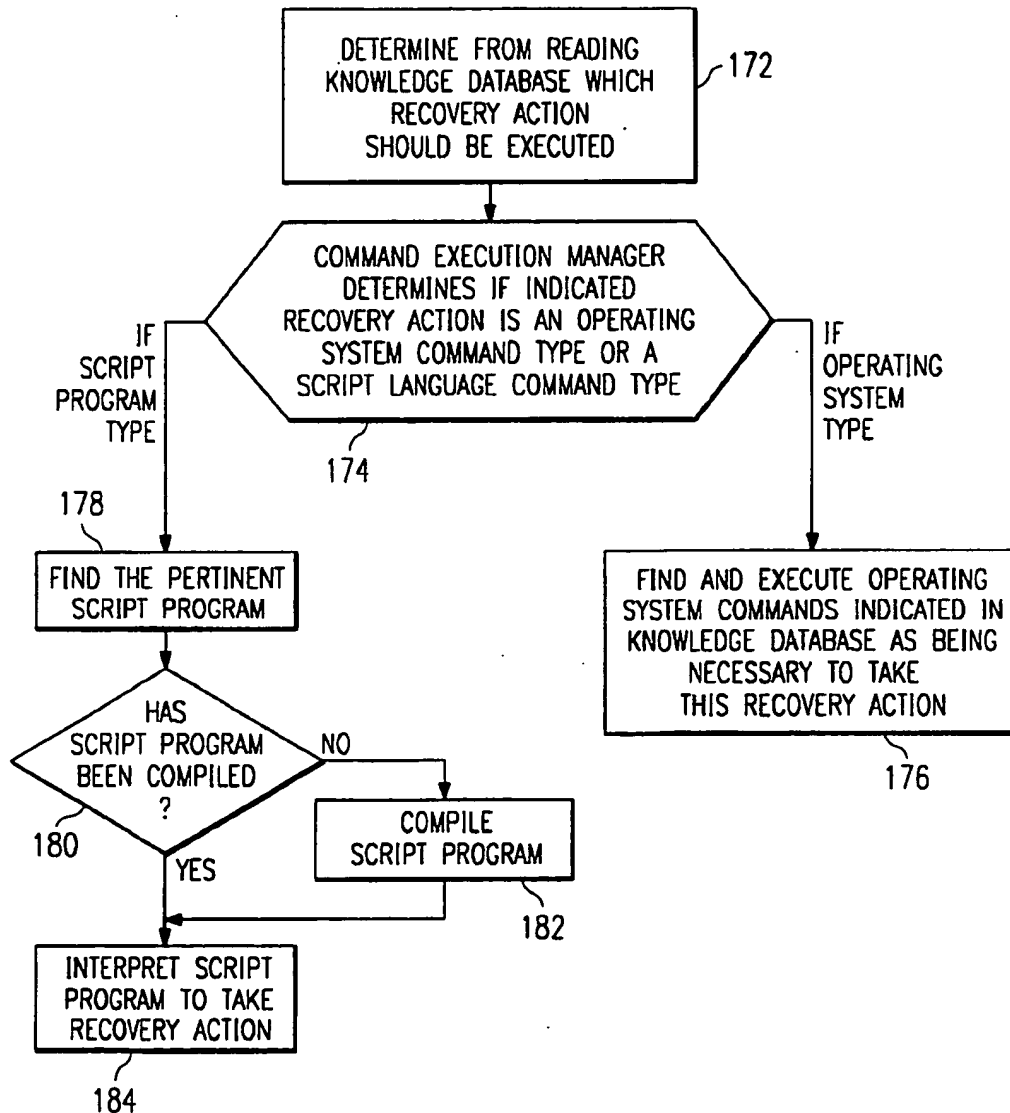 DETERMINE FROM READING
KNOWLEDGE DATABASE WHICH
RECOVERY ACTION
SHOULD BE EXECUTED
172
COMMAND EXECUTION MANAGER
DETERMINES IF INDICATED
RECOVERY ACTION IS AN OPERATING
SYSTEM COMMAND TYPE OR A
SCRIPT LANGUAGE COMMAND TYPE
174
IF
SCRIPT
PROGRAM
TYPE
IF
OPERATING
SYSTEM
TYPE
178
FIND THE PERTINENT
SCRIPT PROGRAM
FIND AND EXECUTE OPERATING
SYSTEM COMMANDS INDICATED IN
KNOWLEDGE DATABASE AS BEING
NECESSARY TO TAKE
THIS RECOVERY ACTION
176
HAS
SCRIPT PROGRAM
BEEN COMPILED
?
180
NO
YES
COMPILE
SCRIPT PROGRAM
182
INTERPRET SCRIPT
PROGRAM TO TAKE
RECOVERY ACTION
184